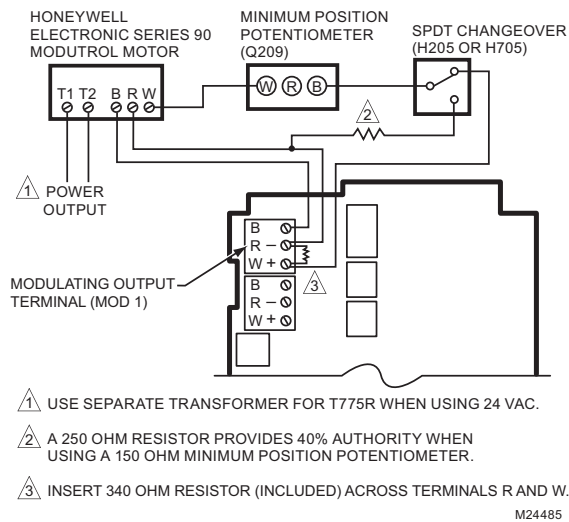 HONEYWELL
ELECTRONIC SERIES 90
MODUTROL MOTOR
MINIMUM POSITION
POTENTIOMETER
(Q209)
SPDT CHANGEOVER
(H205 OR H705)
T1 T2 B R W
W R B
2
1 POWER
OUTPUT
B
R –
W +
3
MODULATING OUTPUT
TERMINAL (MOD 1)
B
R –
W +
1 USE SEPARATE TRANSFORMER FOR T775R WHEN USING 24 VAC.
2 A 250 OHM RESISTOR PROVIDES 40% AUTHORITY WHEN
USING A 150 OHM MINIMUM POSITION POTENTIOMETER.
3 INSERT 340 OHM RESISTOR (INCLUDED) ACROSS TERMINALS R AND W.
M24485